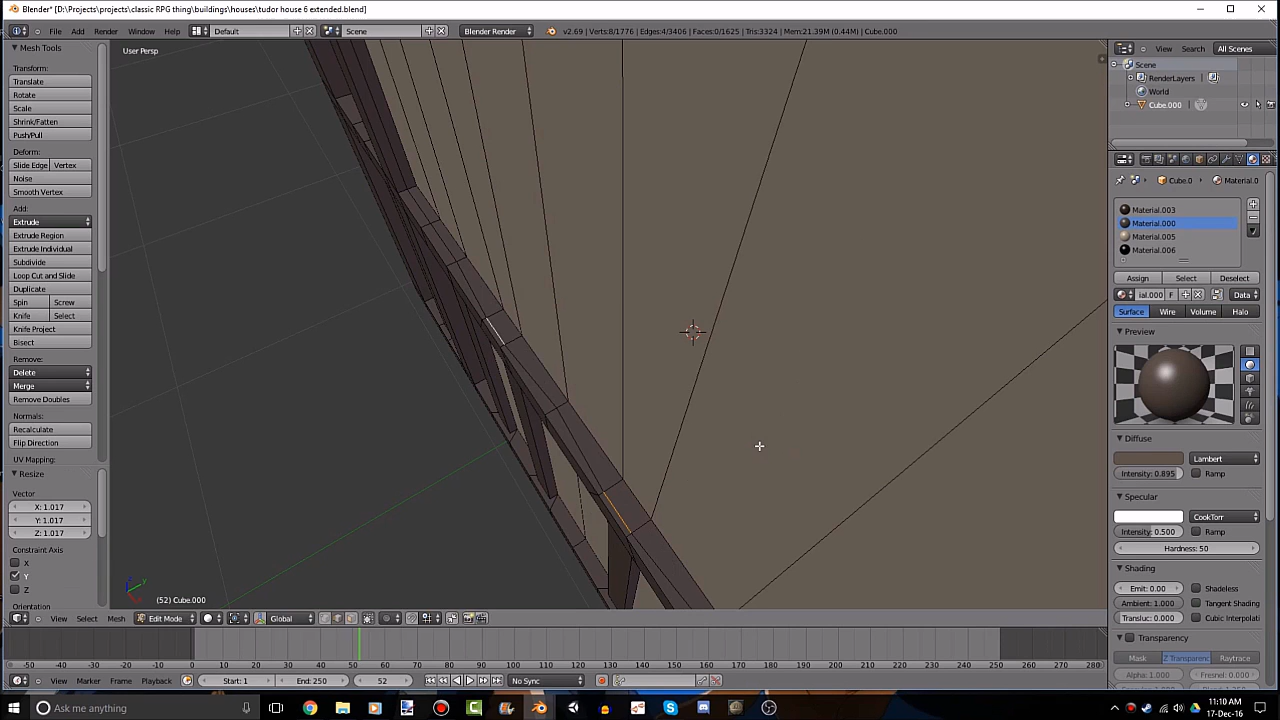 Blender* [D:\Projects\projects\classic RPG thing\buildings\houses\tudor house 6 extended.blend]
File Add Render Window Help Default Scene Blender Render v2.69 | Verts:8/1776 | Edges:4/3406 | Faces:0/1625 | Tris:3324 | Mem:21.39M (0.44M) | Cube.000
View Search All Scenes
Mesh Tools
User Persp
Scene
RenderLayers
World
Cube.000
Transform:
Translate
Rotate
Scale
Shrink/Fatten
Push/Pull
Deform:
Slide Edge Vertex
Noise
Smooth Vertex
Add:
Extrude
Extrude Region
Extrude Individual
Subdivide
Loop Cut and Slide
Duplicate
Spin Screw
Knife Select
Knife Project
Bisect
Remove:
Delete
Merge
Remove Doubles
Normals:
Recalculate
Flip Direction
UV Mapping:
Resize
Vector
X: 1.017
Y: 1.017
Z: 1.017
Constraint Axis
X
Y
Z
Orientation
Cube.0 Material.0
Material.003
Material.000
Material.005
Material.006
Assign Select Deselect
ial.000 F Data
Surface Wire Volume Halo
Preview
Diffuse
Lambert
Intensity: 0.895 Ramp
Specular
CookTorr
Intensity: 0.500 Ramp
Hardness: 50
Shading
Emit: 0.00 Shadeless
Ambient: 1.000 Tangent Shading
Transluc: 0.000 Cubic Interpolati
Transparency
Mask Z Transparenc Raytrace
Alpha: 1.000 Fresnel: 0.000
z y
(52) Cube.000
View Select Mesh Edit Mode Global
-50 -40 -30 -20 -10 0 10 20 30 40 50 60 70 80 90 100 110 120 130 140 150 160 170 180 190 200 210 220 230 240 250 260 270 280
View Marker Frame Playback Start: 1 End: 250 52 No Sync
Ask me anything
11:10 AM
17-Dec-16